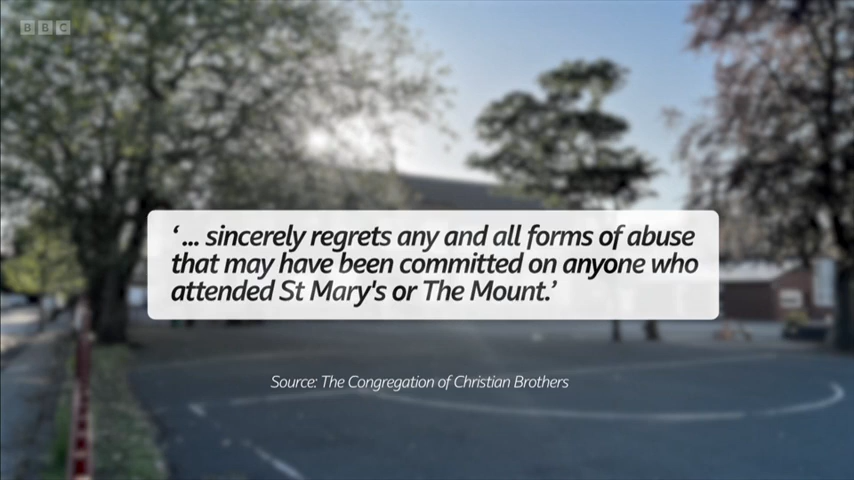 BBC
‘... sincerely regrets any and all forms of abuse
that may have been committed on anyone who
attended St Mary's or The Mount.’
Source: The Congregation of Christian Brothers